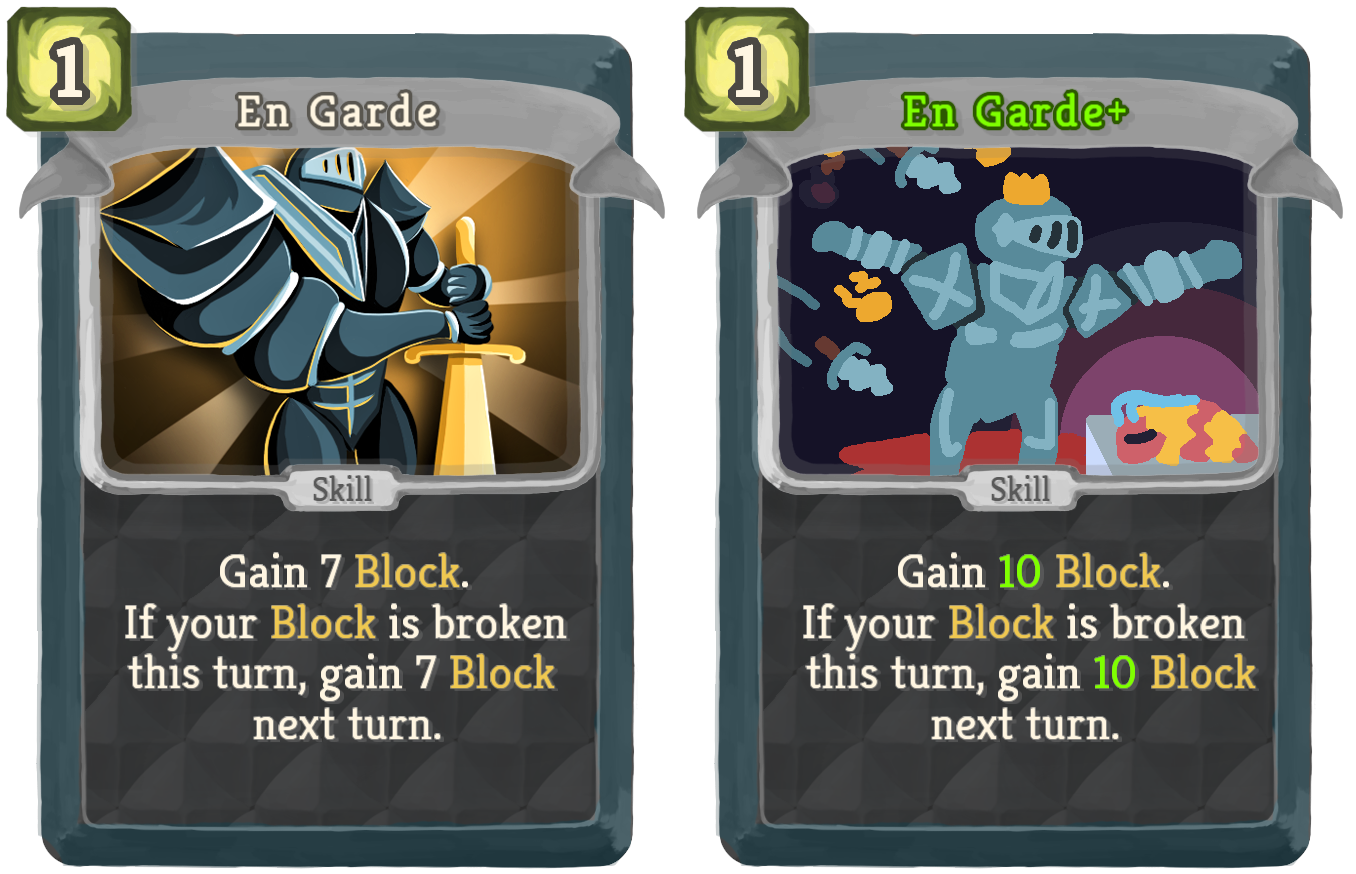 1
En Garde
Skill
Gain 7 Block.
If your Block is broken
this turn, gain 7 Block
next turn.
1
En Garde+
Skill
Gain 10 Block.
If your Block is broken
this turn, gain 10 Block
next turn.